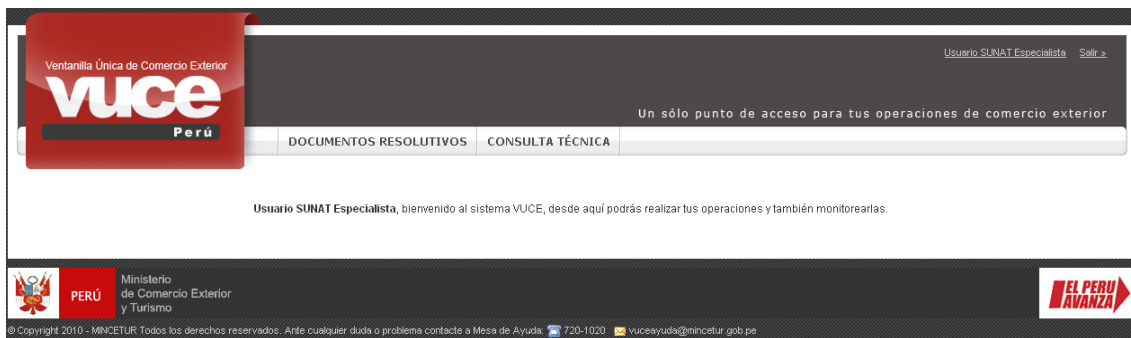 Usuario SUNAT Especialista Salir »
Ventanilla Única de Comercio Exterior
vuce
Perú
Un sólo punto de acceso para tus operaciones de comercio exterior
DOCUMENTOS RESOLUTIVOS CONSULTA TÉCNICA
Usuario SUNAT Especialista, bienvenido al sistema VUCE, desde aquí podrás realizar tus operaciones y también monitorearlas.
PERÚ
Ministerio
de Comercio Exterior
y Turismo
EL PERU
AVANZA
© Copyright 2010 - MINCETUR Todos los derechos reservados. Ante cualquier duda o problema contacte a Mesa de Ayuda: 720-1020 vuceayuda@mincetur.gob.pe